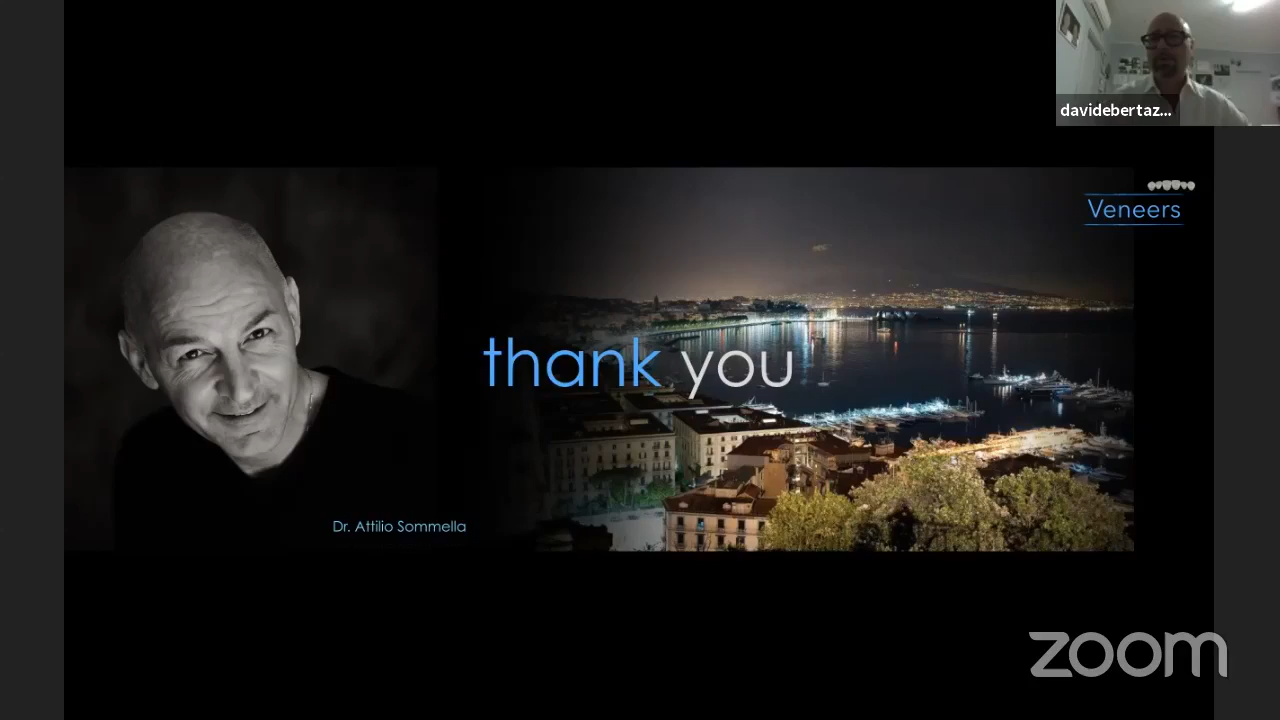 davidebertaz...
Veneers
thank you
Dr. Attilio Sommella
zoom